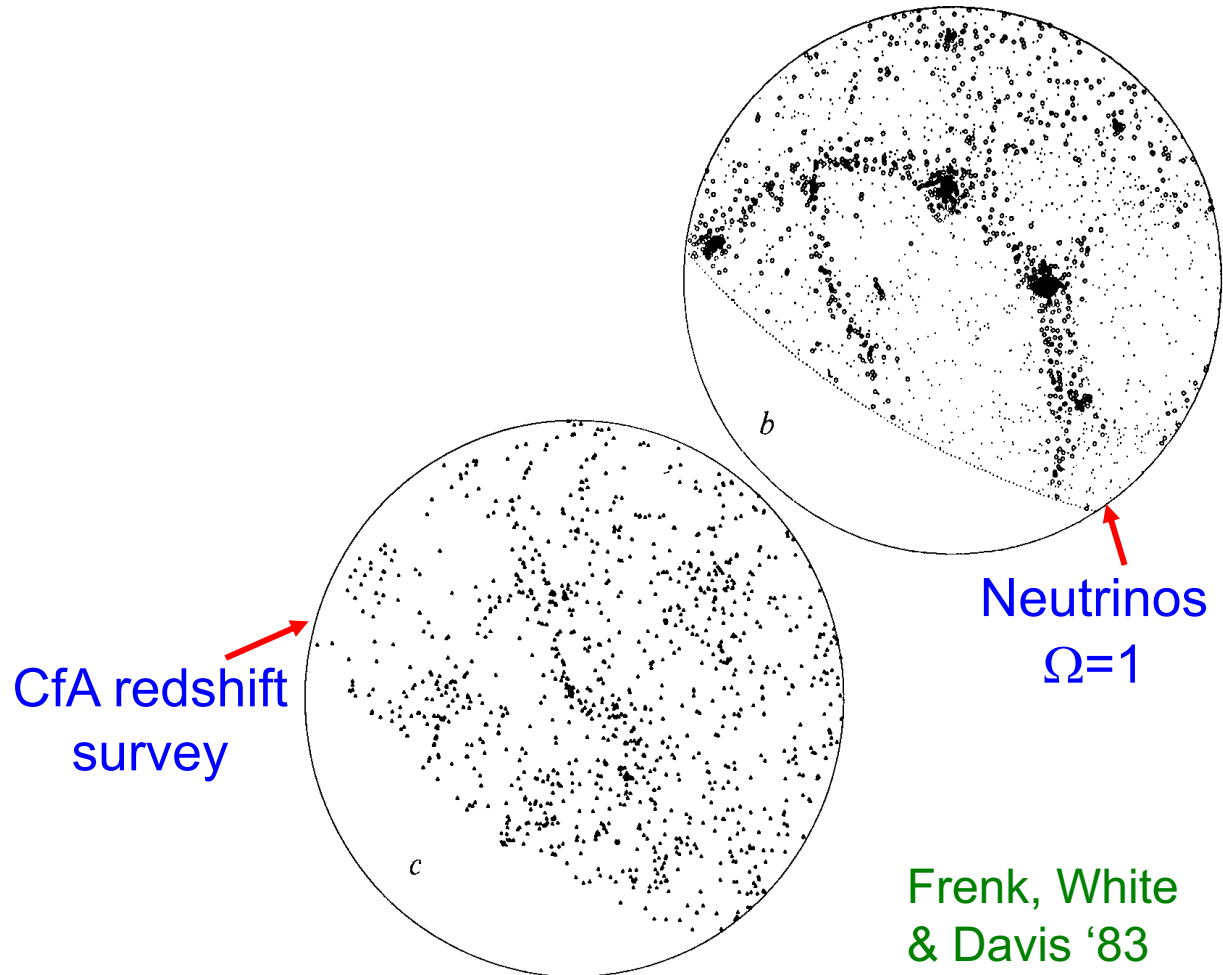 b
Neutrinos
Ω=1
CfA redshift
survey
c
Frenk, White
& Davis ‘83